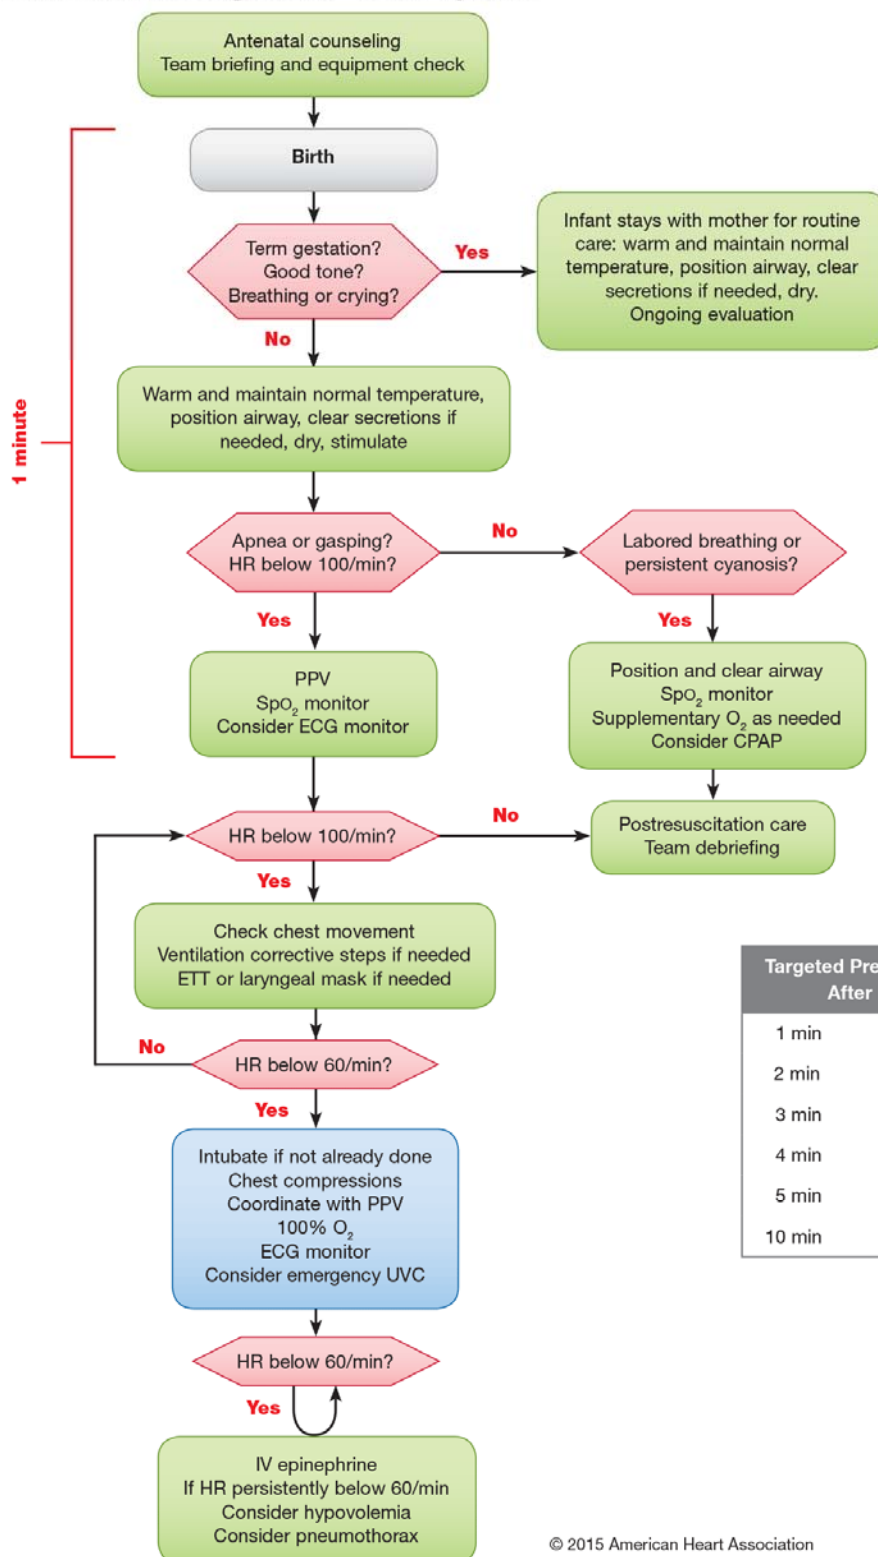 Antenatal counseling
Team briefing and equipment check
Birth
Term gestation?
Good tone?
Breathing or crying?
Yes
Infant stays with mother for routine
care: warm and maintain normal
temperature, position airway, clear
secretions if needed, dry.
Ongoing evaluation
No
1 minute
Warm and maintain normal temperature,
position airway, clear secretions if
needed, dry, stimulate
Apnea or gasping?
HR below 100/min?
No
Labored breathing or
persistent cyanosis?
Yes
Yes
PPV
SpO₂ monitor
Consider ECG monitor
Position and clear airway
SpO₂ monitor
Supplementary O₂ as needed
Consider CPAP
HR below 100/min?
No
Postresuscitation care
Team debriefing
Yes
Check chest movement
Ventilation corrective steps if needed
ETT or laryngeal mask if needed
No
HR below 60/min?
Yes
Intubate if not already done
Chest compressions
Coordinate with PPV
100% O₂
ECG monitor
Consider emergency UVC
HR below 60/min?
Yes
IV epinephrine
If HR persistently below 60/min
Consider hypovolemia
Consider pneumothorax
Targeted Pre
After
1 min
2 min
3 min
4 min
5 min
10 min
© 2015 American Heart Association